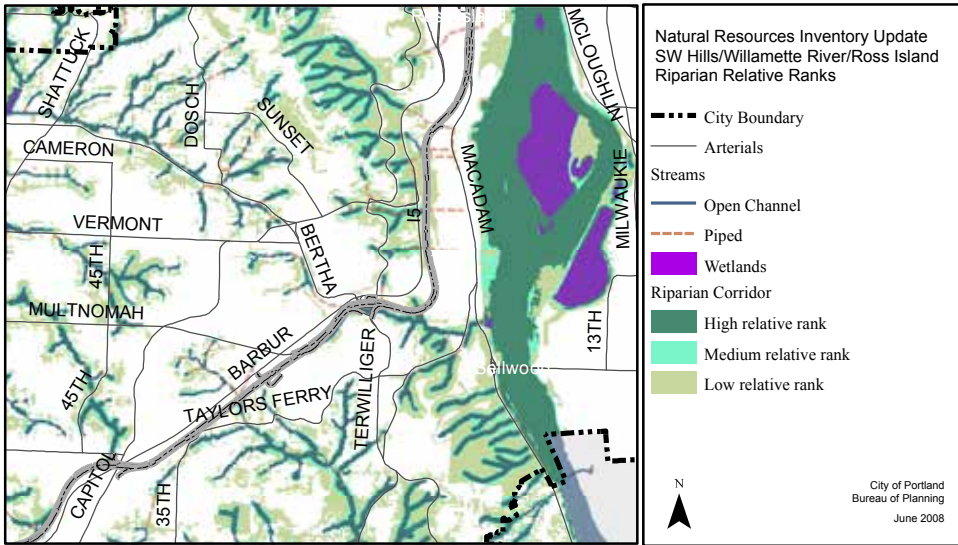 SHATTUCK
DOSCH
SUNSET
CAMERON
VERMONT
45TH
BERTHA
I5
MACADAM
MCLOUGHLIN
MILWAUKIE
MULTNOMAH
13TH
BARBUR
45TH
TERWILLIGER
Sellwood
TAYLORS FERRY
CAPITOL
35TH
Natural Resources Inventory Update
SW Hills/Willamette River/Ross Island
Riparian Relative Ranks
City Boundary
Arterials
Streams
Open Channel
Piped
Wetlands
Riparian Corridor
High relative rank
Medium relative rank
Low relative rank
N
City of Portland
Bureau of Planning
June 2008